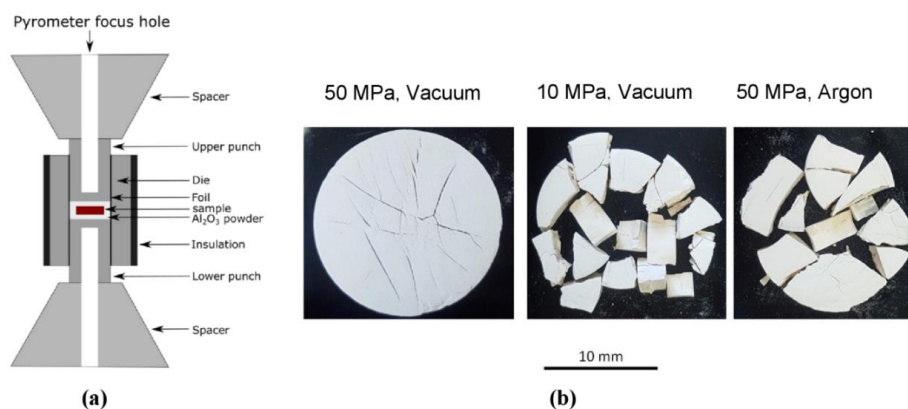 Pyrometer focus hole
Spacer
Upper punch
Die
Foil
sample
Al₂O₃ powder
Insulation
Lower punch
Spacer
(a)
50 MPa, Vacuum
10 MPa, Vacuum
50 MPa, Argon
10 mm
(b)